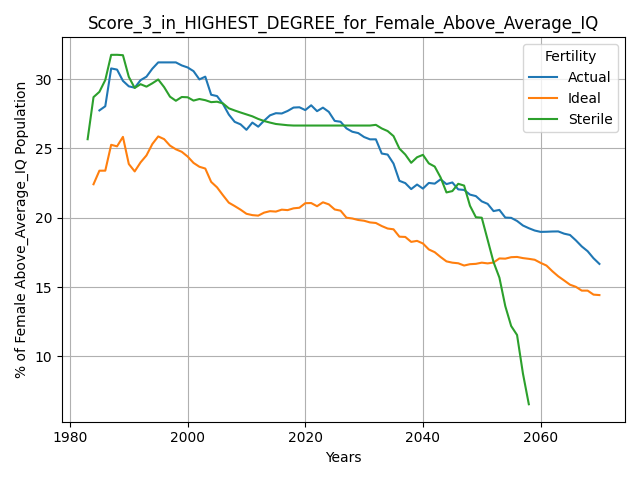 Score_3_in_HIGHEST_DEGREE_for_Female_Above_Average_IQ
% of Female Above_Average_IQ Population
30
25
20
15
10
Fertility
Actual
Ideal
Sterile
1980 2000 2020 2040 2060
Years